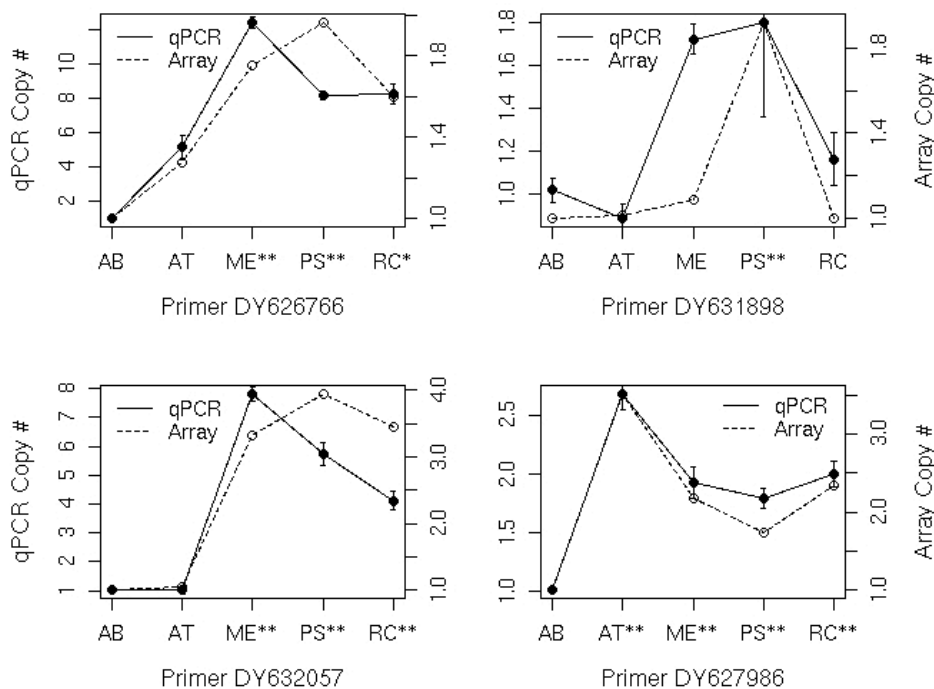 qPCR Copy #
2 4 6 8 10
qPCR
Array
1.0 1.4 1.8
AB AT ME** PS** RC*
Primer DY626766
1.0 1.2 1.4 1.6 1.8
qPCR
Array
1.0 1.4 1.8
Array Copy #
AB AT ME PS** RC
Primer DY631898
qPCR Copy #
1 2 3 4 5 6 7 8
qPCR
Array
1.0 2.0 3.0 4.0
AB AT ME** PS** RC**
Primer DY632057
1.0 1.5 2.0 2.5
qPCR
Array
1.0 2.0 3.0
Array Copy #
AB AT** ME** PS** RC**
Primer DY627986